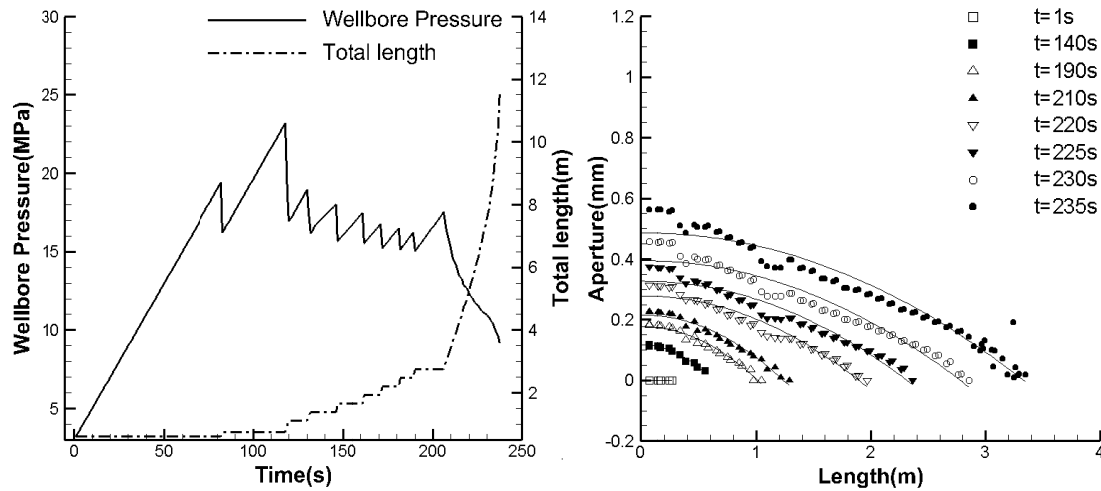 Wellbore Pressure
Total length
30
25
20
15
10
5
14
12
10
8
6
4
2
0
50
100
150
200
250
Wellbore Pressure(MPa)
Total length(m)
Time(s)
t=1s
t=140s
t=190s
t=210s
t=220s
t=225s
t=230s
t=235s
1.2
1
0.8
0.6
0.4
0.2
0
-0.2
0
1
2
3
4
Aperture(mm)
Length(m)